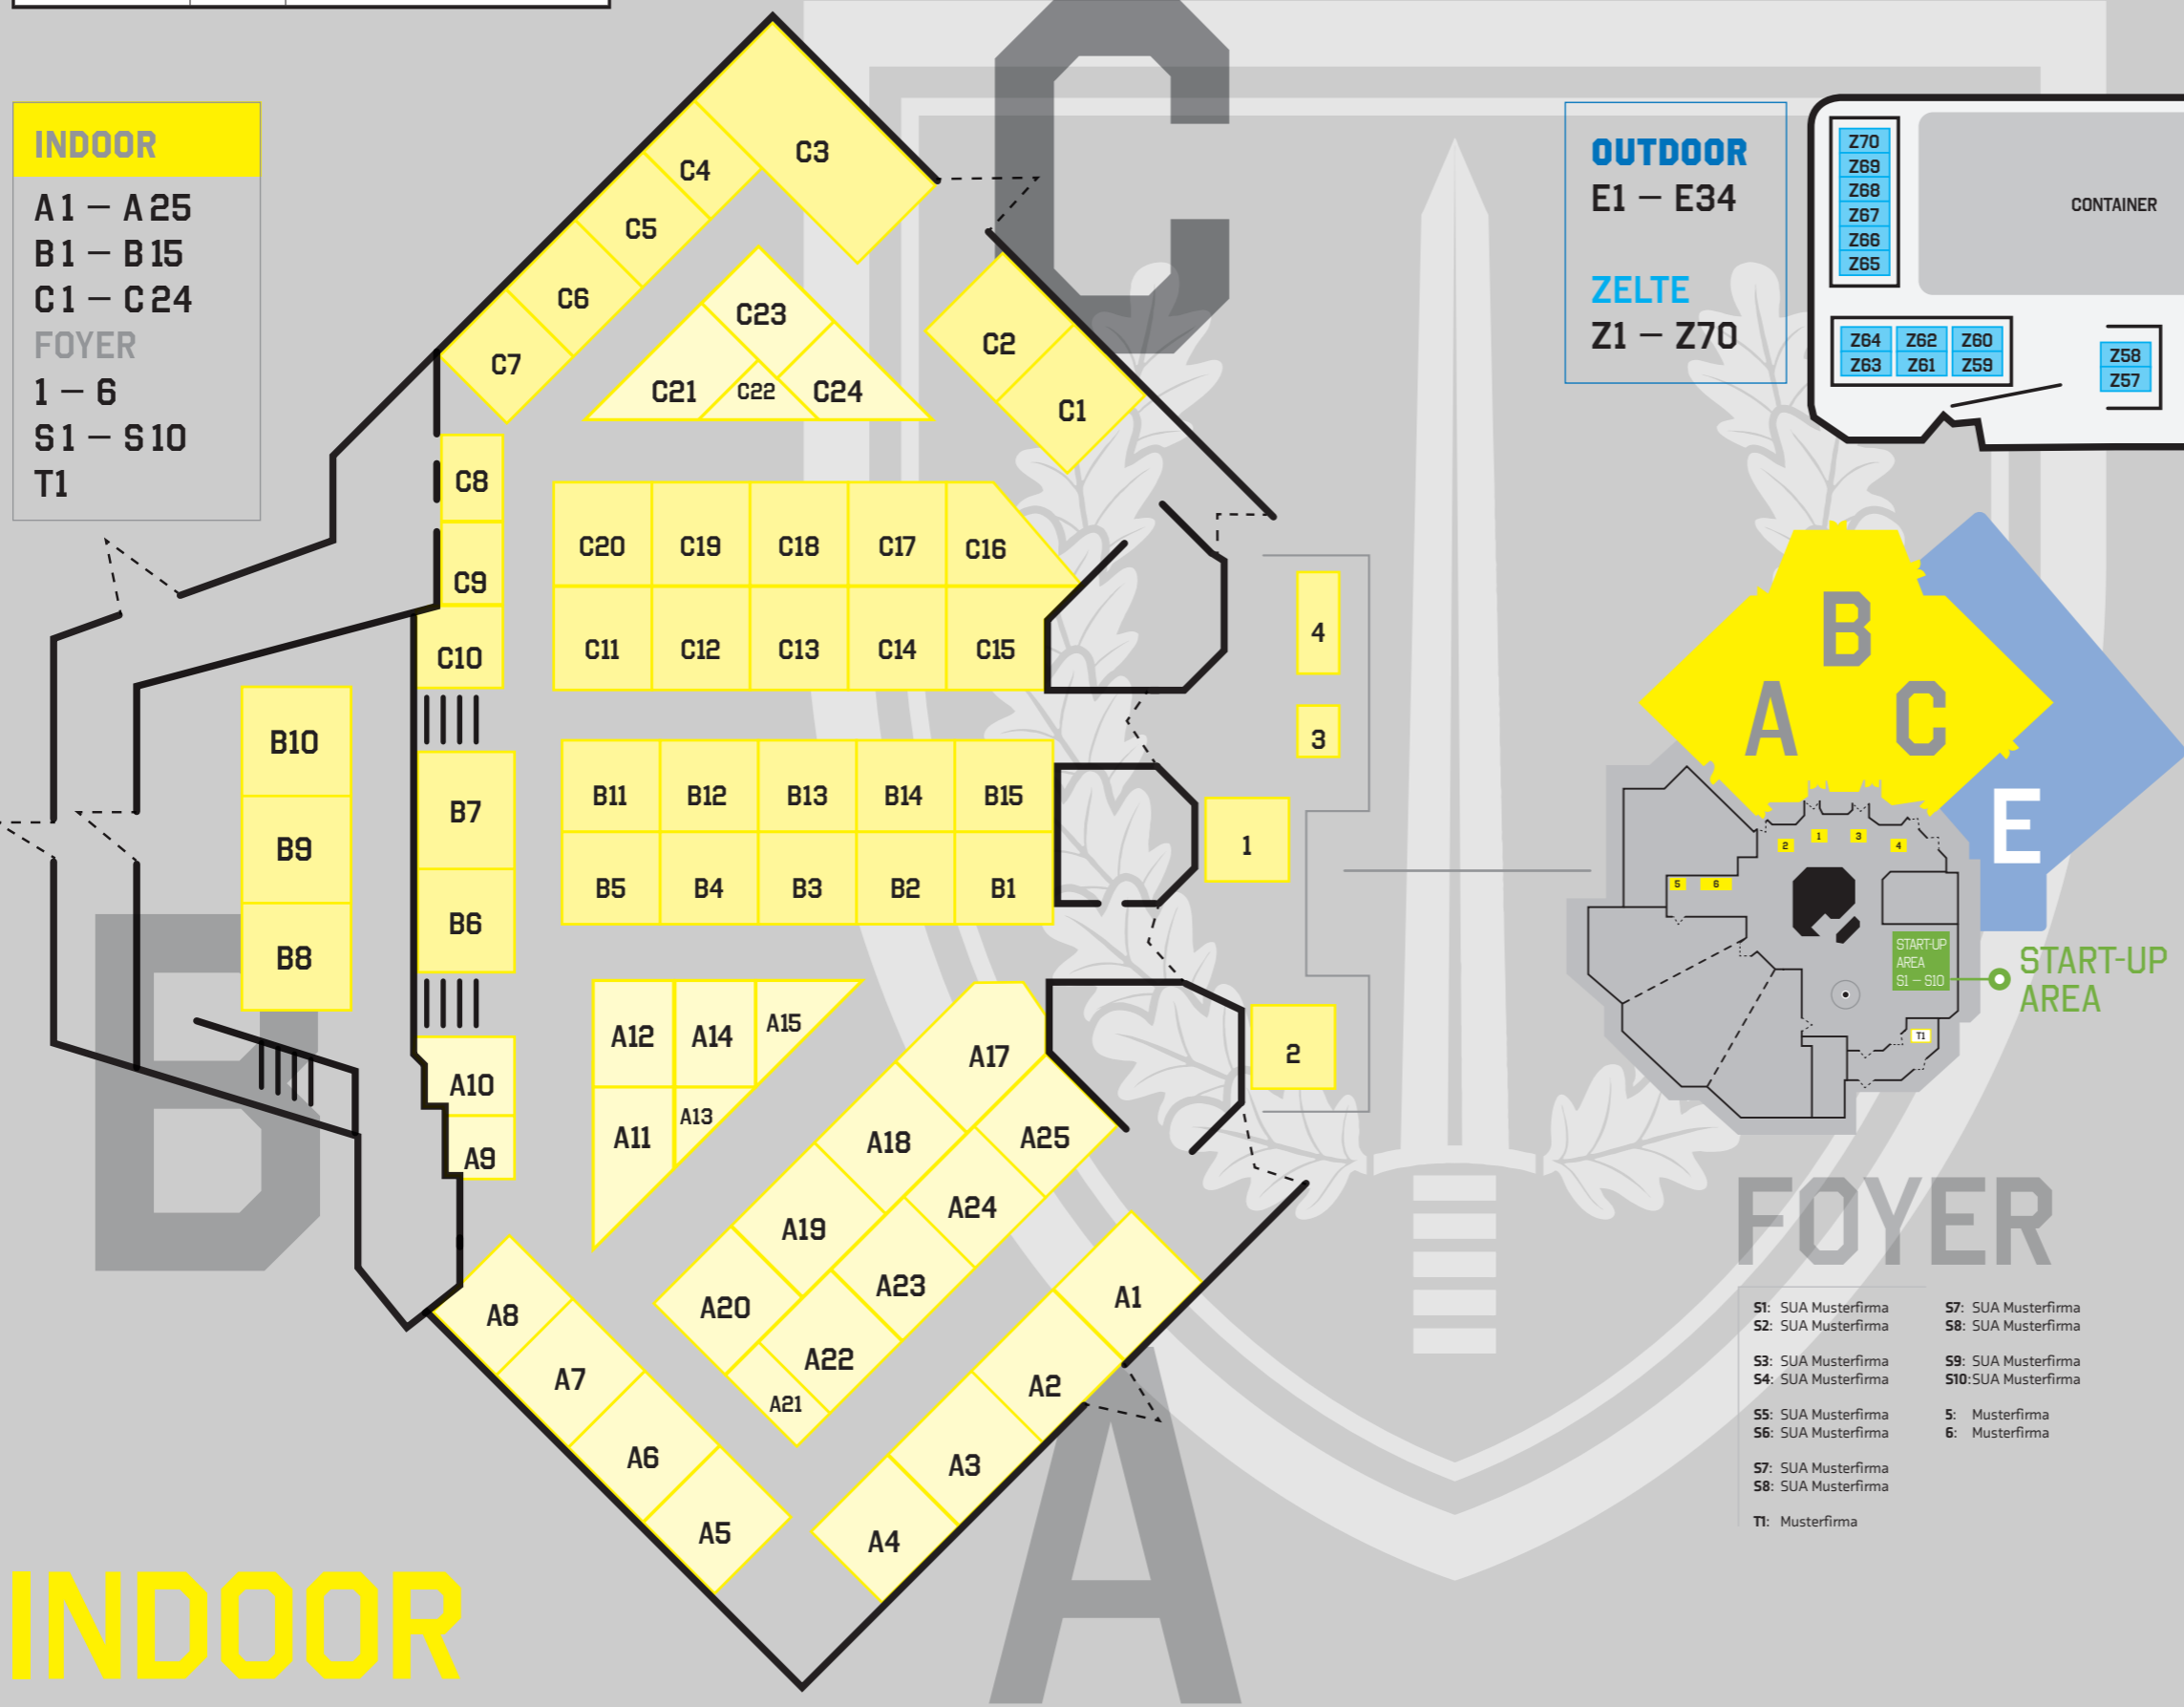 INDOOR
A1 – A25
B1 – B15
C1 – C24
FOYER
1 – 6
S1 – S10
T1
C
C3
C4
C5
C6
C7
C23
C21
C22
C24
C2
C1
C8
C9
C10
C20
C19
C18
C17
C16
C11
C12
C13
C14
C15
B10
B9
B8
B
B7
B6
B11
B12
B13
B14
B15
B5
B4
B3
B2
B1
4
3
1
2
A12
A14
A15
A11
A13
A10
A9
A17
A18
A25
A19
A24
A20
A23
A22
A21
A8
A7
A6
A5
A1
A2
A3
A4
A
INDOOR
OUTDOOR
E1 – E34
ZELTE
Z1 – Z70
Z70
Z69
Z68
Z67
Z66
Z65
CONTAINER
Z64 Z62 Z60
Z63 Z61 Z59
Z58
Z57
B
A C
E
2 1 3 4
5 6
START-UP
AREA
S1 – S10
T1
START-UP
AREA
FOYER
S1: SUA Musterfirma
S2: SUA Musterfirma
S3: SUA Musterfirma
S4: SUA Musterfirma
S5: SUA Musterfirma
S6: SUA Musterfirma
S7: SUA Musterfirma
S8: SUA Musterfirma
T1: Musterfirma
S7: SUA Musterfirma
S8: SUA Musterfirma
S9: SUA Musterfirma
S10: SUA Musterfirma
5: Musterfirma
6: Musterfirma